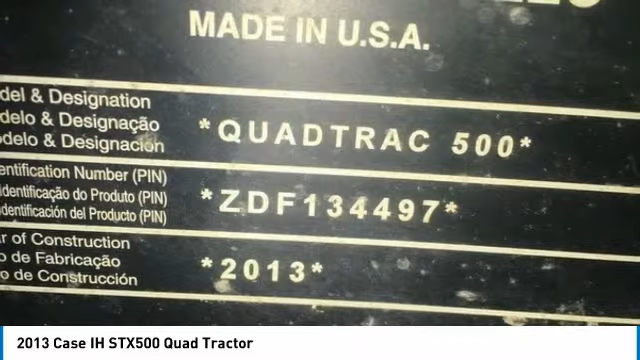 MADE IN U.S.A.
del & Designation
delo & Designação
delo & Designación
*QUADTRAC 500*
entification Number (PIN)
dentificação do Produto (PIN)
dentificación del Producto (PIN)
*ZDF134497*
r of Construction
o de Fabricação
o de Construcción
*2013*
2013 Case IH STX500 Quad Tractor